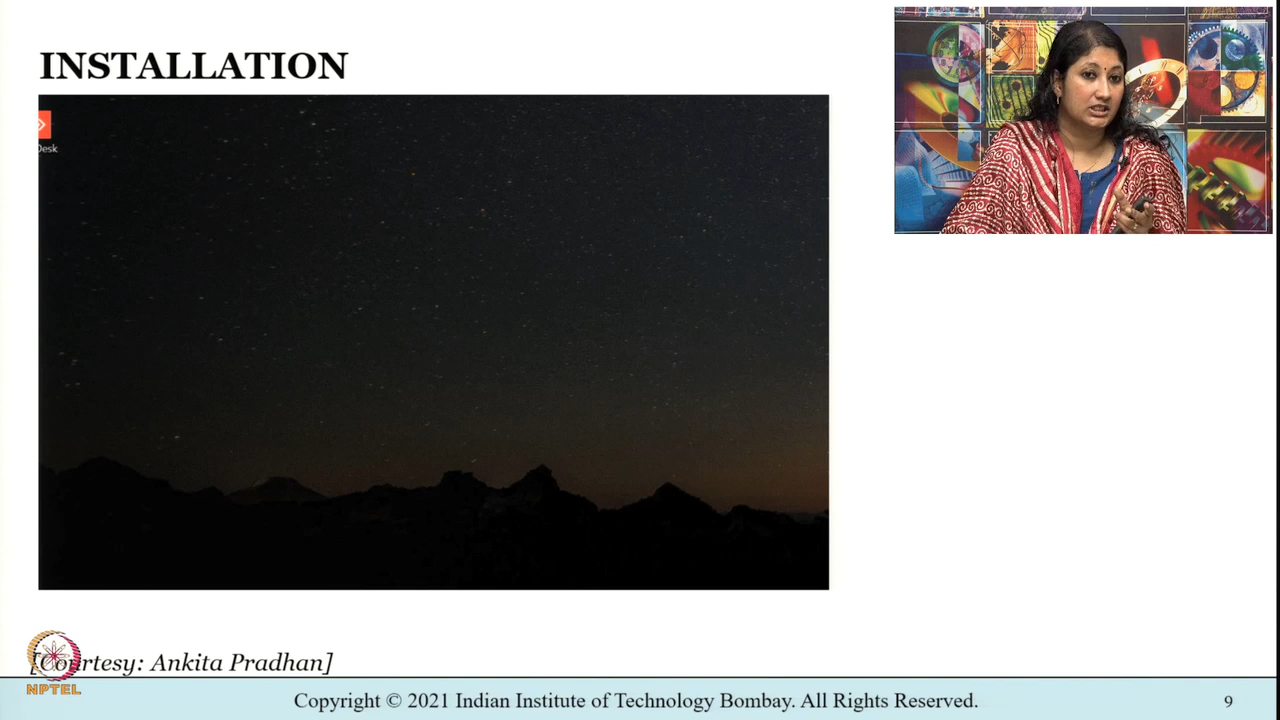 INSTALLATION
Desk
[Courtesy: Ankita Pradhan]
NPTEL
Copyright © 2021 Indian Institute of Technology Bombay. All Rights Reserved.
9